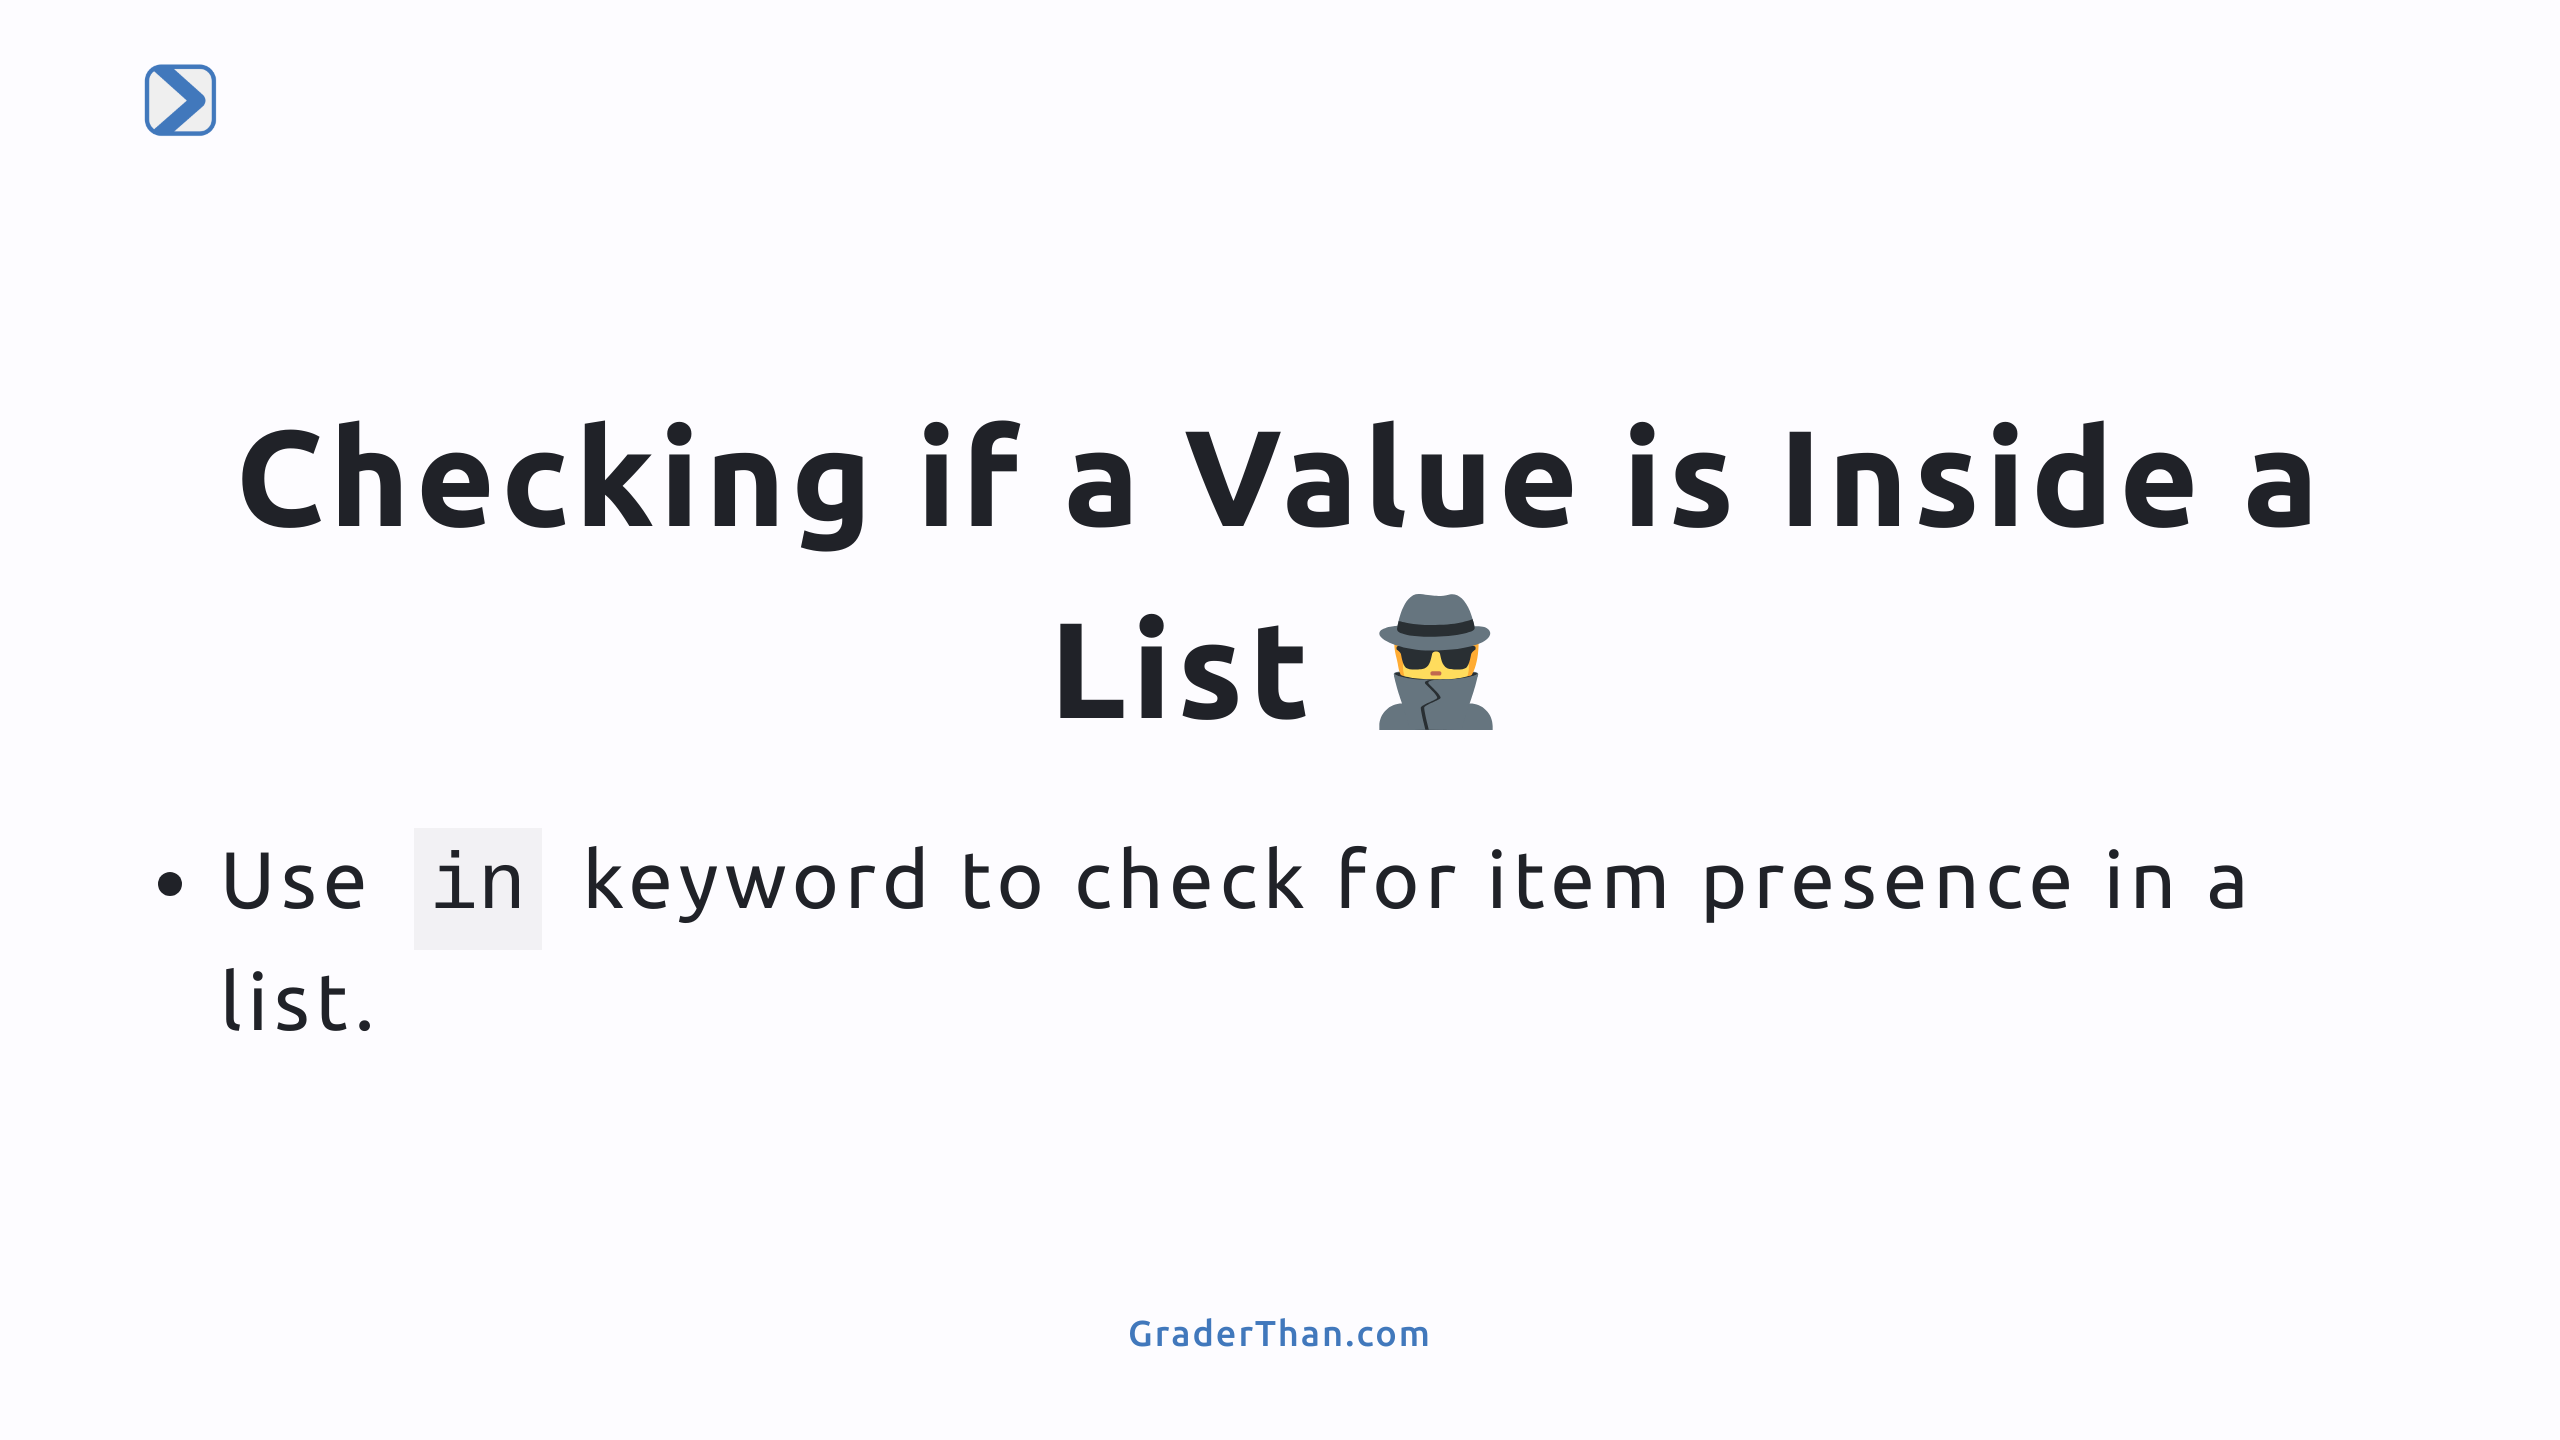 Checking if a Value is Inside a
List 🕵️
• Use in keyword to check for item presence in a
list.
GraderThan.com